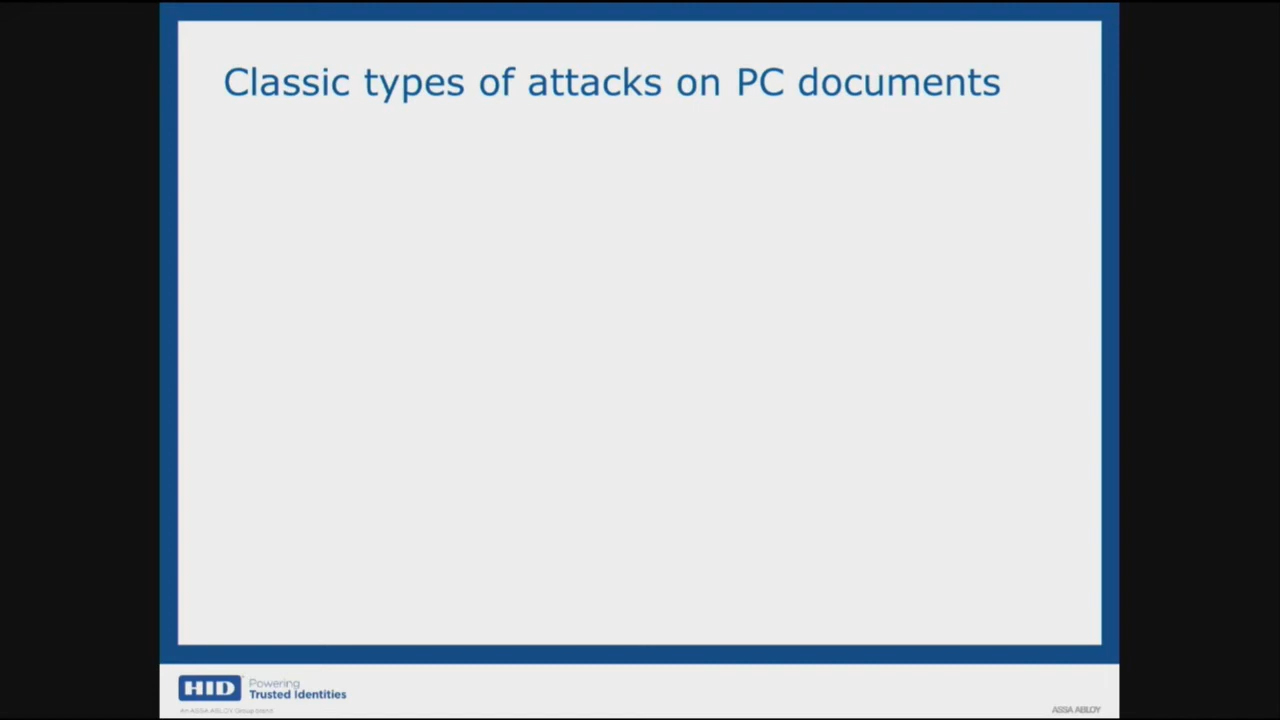 Classic types of attacks on PC documents
HID
Powering
Trusted Identities
An ASSA ABLOY Group brand
ASSA ABLOY